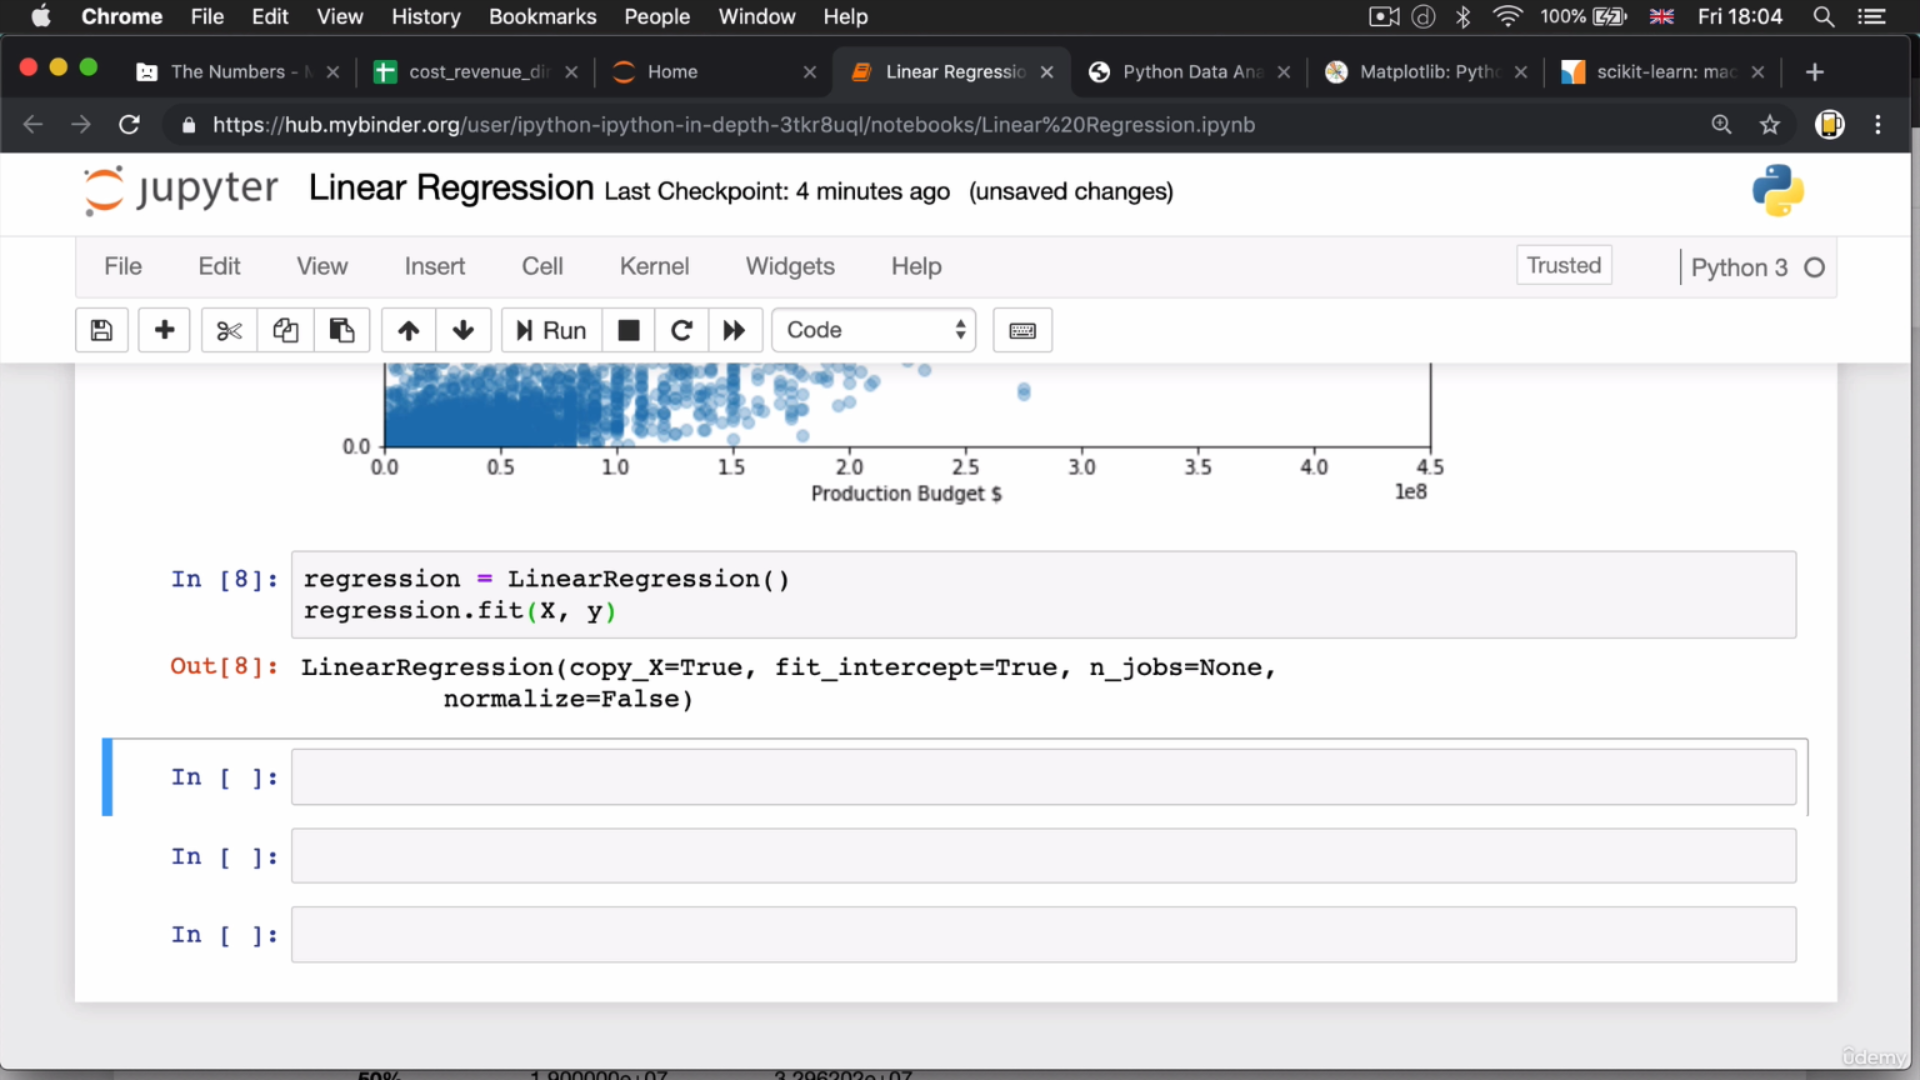 Chrome File Edit View History Bookmarks People Window Help 100% Fri 18:04
The Numbers - cost_revenue_dir Home Linear Regressio Python Data Ana Matplotlib: Pytho scikit-learn: mac
https://hub.mybinder.org/user/ipython-ipython-in-depth-3tkr8uql/notebooks/Linear%20Regression.ipynb
jupyter Linear Regression Last Checkpoint: 4 minutes ago (unsaved changes)
File Edit View Insert Cell Kernel Widgets Help Trusted Python 3
Run Code
0.0
0.0 0.5 1.0 1.5 2.0 2.5 3.0 3.5 4.0 4.5
Production Budget $ 1e8
In [8]: regression = LinearRegression()
regression.fit(X, y)
Out[8]: LinearRegression(copy_X=True, fit_intercept=True, n_jobs=None,
normalize=False)
In [ ]:
In [ ]:
In [ ]:
ûdemy
50% 1.900000e+07 3.296202e+07